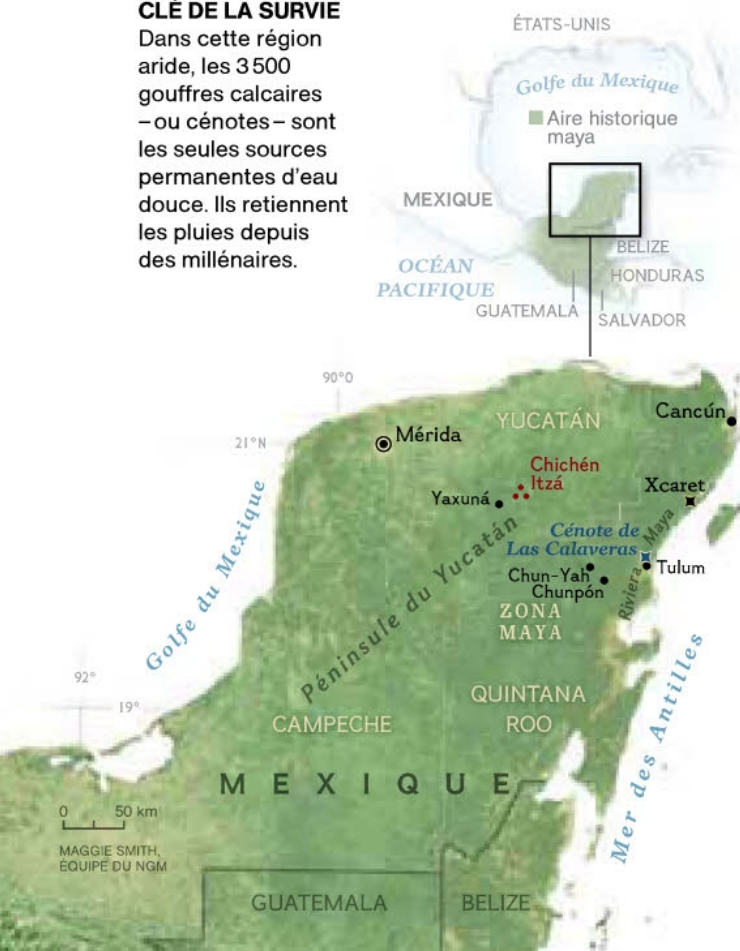 CLÉ DE LA SURVIE
Dans cette région
aride, les 3 500
gouffres calcaires
– ou cénotes – sont
les seules sources
permanentes d’eau
douce. Ils retiennent
les pluies depuis
des millénaires.
ÉTATS-UNIS
Golfe du Mexique
Aire historique
maya
MEXIQUE
OCÉAN
PACIFIQUE
BELIZE
HONDURAS
GUATEMALA
SALVADOR
90°O
21°N
Mérida
YUCATÁN
Cancún
Chichén
Itzá
Yaxuná
Xcaret
Cénote de
Las Calaveras
Tulum
Chun-Yah
Chunpón
Riviera Maya
ZONA
MAYA
Golfe du Mexique
Péninsule du Yucatán
92°
19°
CAMPECHE
QUINTANA
ROO
Mer des Antilles
MEXIQUE
0 50 km
MAGGIE SMITH,
ÉQUIPE DU NGM
GUATEMALA
BELIZE